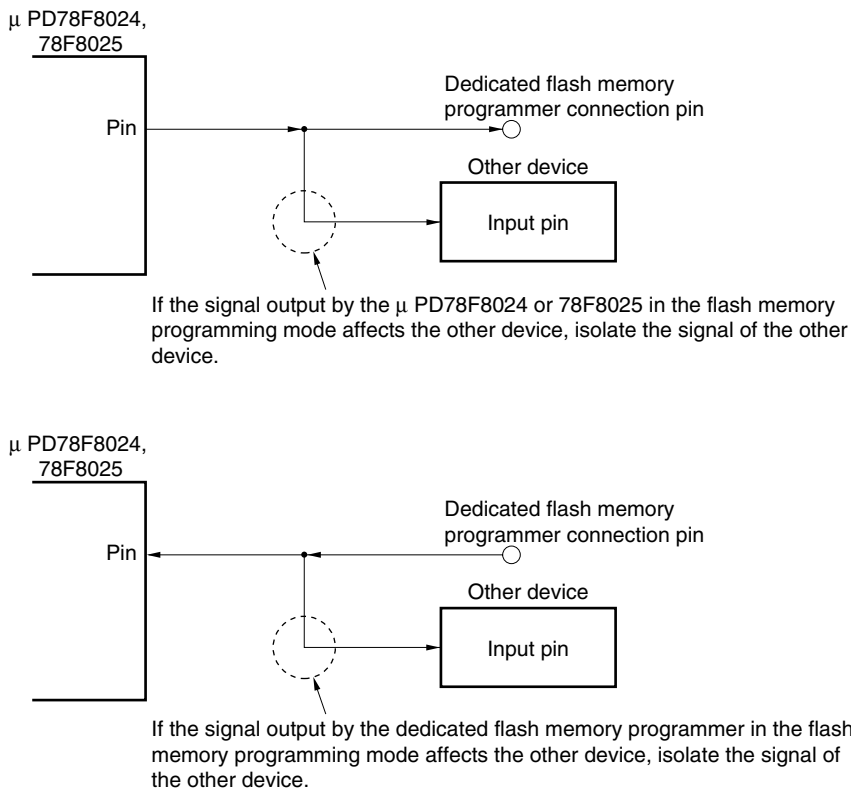 μ PD78F8024,
78F8025
Pin
Dedicated flash memory
programmer connection pin
Other device
Input pin
If the signal output by the μ PD78F8024 or 78F8025 in the flash memory
programming mode affects the other device, isolate the signal of the other
device.
μ PD78F8024,
78F8025
Pin
Dedicated flash memory
programmer connection pin
Other device
Input pin
If the signal output by the dedicated flash memory programmer in the flash
memory programming mode affects the other device, isolate the signal of
the other device.